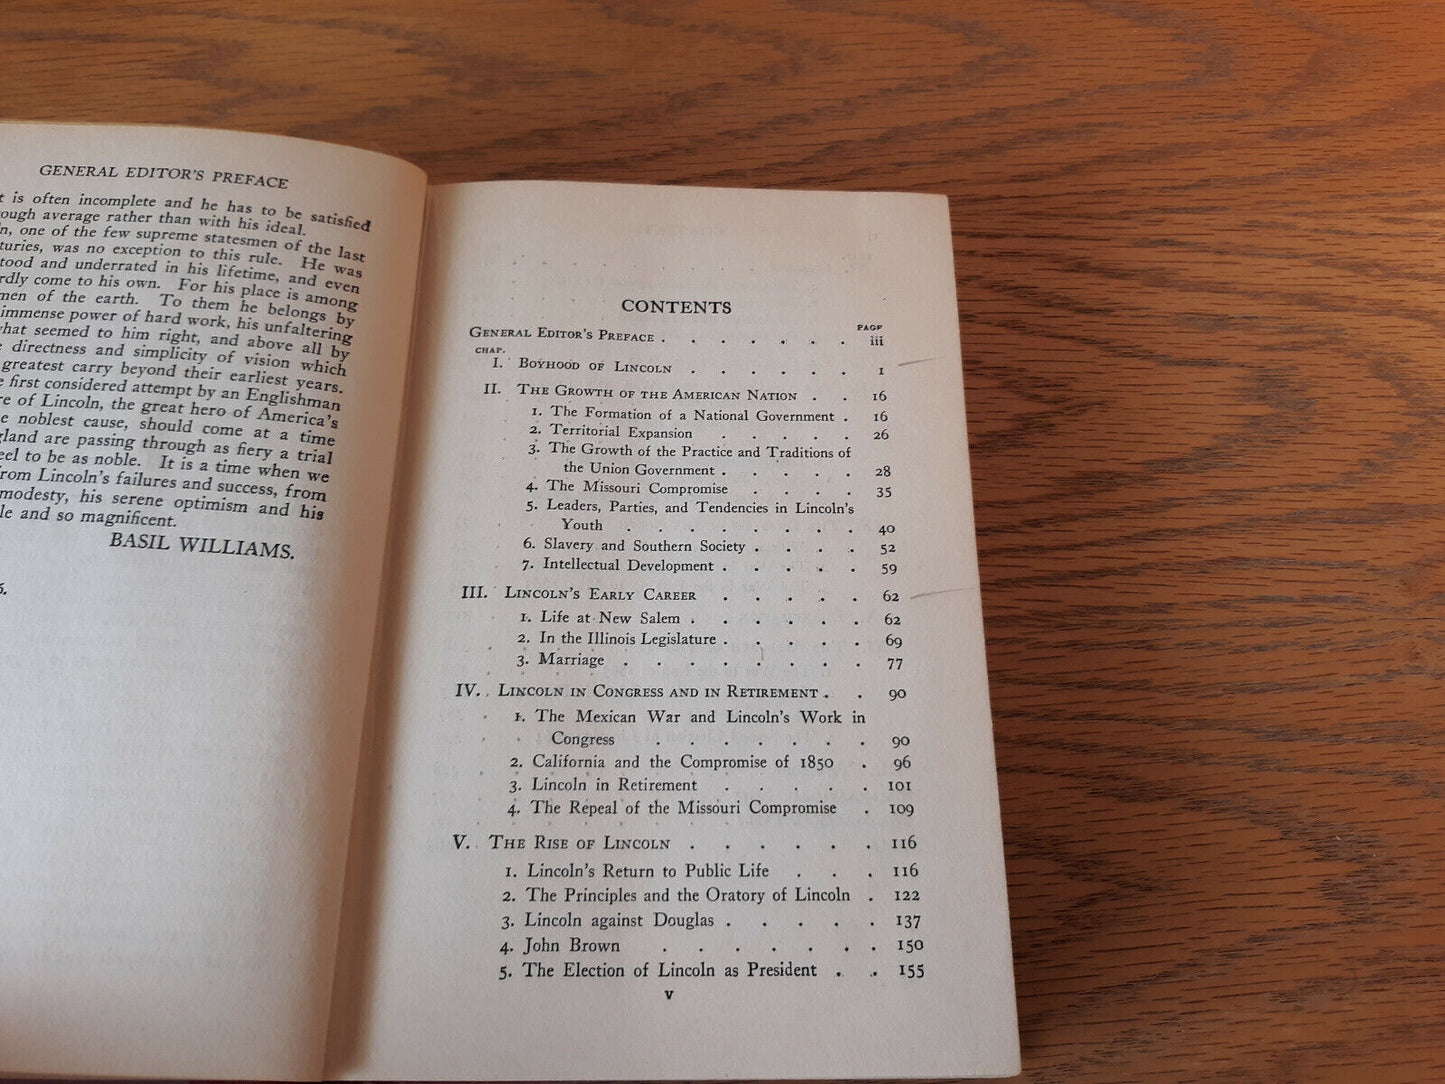 GENERAL EDITOR'S PREFACE
t is often incomplete and he has to be satisfied
ough average rather than with his ideal.
n, one of the few supreme statesmen of the last
turies, was no exception to this rule. He was
tood and underrated in his lifetime, and even
rdly come to his own. For his place is among
men of the earth. To them he belongs by
immense power of hard work, his unfaltering
what seemed to him right, and above all by
e directness and simplicity of vision which
greatest carry beyond their earliest years.
e first considered attempt by an Englishman
re of Lincoln, the great hero of America's
e noblest cause, should come at a time
gland are passing through as fiery a trial
eel to be as noble. It is a time when we
from Lincoln's failures and success, from
modesty, his serene optimism and his
le and so magnificent.
BASIL WILLIAMS.
6.
CONTENTS
PAGE
GENERAL EDITOR'S PREFACE . . . . . . . iii
CHAP.
I. BOYHOOD OF LINCOLN . . . . . . 1
II. THE GROWTH OF THE AMERICAN NATION . . 16
1. The Formation of a National Government . 16
2. Territorial Expansion . . . . . 26
3. The Growth of the Practice and Traditions of
the Union Government . . . . . 28
4. The Missouri Compromise . . . . 35
5. Leaders, Parties, and Tendencies in Lincoln's
Youth . . . . . . . 40
6. Slavery and Southern Society . . . . 52
7. Intellectual Development . . . . . 59
III. LINCOLN'S EARLY CAREER . . . . . 62
1. Life at New Salem . . . . . . 62
2. In the Illinois Legislature . . . . . 69
3. Marriage . . . . . . . . 77
IV. LINCOLN IN CONGRESS AND IN RETIREMENT . . 90
1. The Mexican War and Lincoln's Work in
Congress . . . . . . 90
2. California and the Compromise of 1850 . 96
3. Lincoln in Retirement . . . . . 101
4. The Repeal of the Missouri Compromise . 109
V. THE RISE OF LINCOLN . . . . . . 116
1. Lincoln's Return to Public Life . . . 116
2. The Principles and the Oratory of Lincoln . 122
3. Lincoln against Douglas . . . . . 137
4. John Brown . . . . . . . 150
5. The Election of Lincoln as President . . 155
v